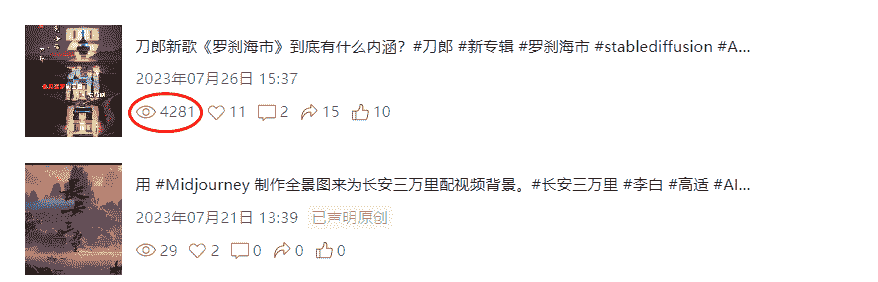 刀郎新歌《罗刹海市》到底有什么内涵？#刀郎 #新专辑 #罗刹海市 #stablediffusion #A...
2023年07月26日 15:37
4281 11 2 15 10
用 #Midjourney 制作全景图来为长安三万里配视频背景。#长安三万里 #李白 #高适 #AI...
2023年07月21日 13:39 已声明原创
29 2 0 0 0